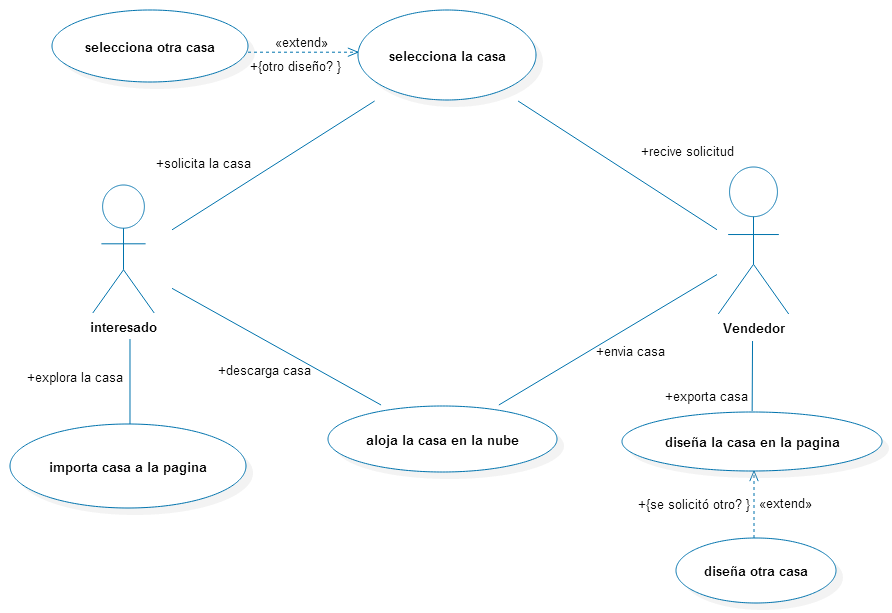 selecciona otra casa
«extend»
+{otro diseño? }
selecciona la casa
+solicita la casa
+recive solicitud
interesado
Vendedor
+envia casa
+descarga casa
+explora la casa
+exporta casa
aloja la casa en la nube
diseña la casa en la pagina
importa casa a la pagina
+{se solicitó otro? }
«extend»
diseña otra casa